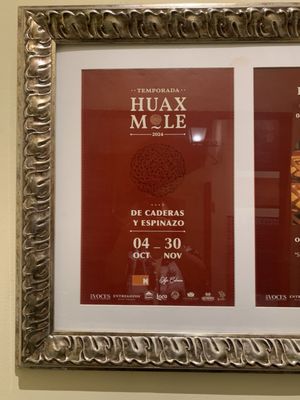 TEMPORADA
HUAX
MOLE
2024
DE CADERAS
Y ESPINAZO
04 - 30
OCT NOV